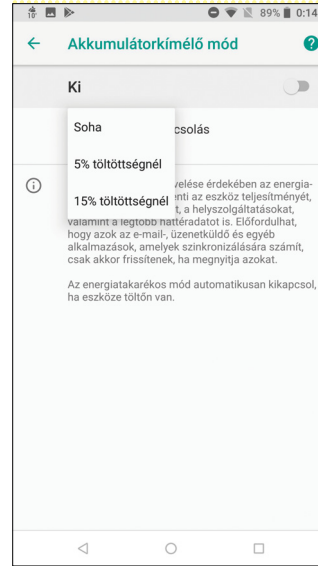 10°
89% 0:14
Akkumulátorkímélő mód
Ki
Soha
csolás
5% töltöttségnél
15% töltöttségnél
velése érdekében az energia-
enti az eszköz teljesítményét,
t, a helyszolgáltatásokat,
valamint a legtöbb háttéradatot is. Előfordulhat,
hogy azok az e-mail-, üzenetküldő és egyéb
alkalmazások, amelyek szinkronizálására számít,
csak akkor frissítenek, ha megnyitja azokat.
Az energiatakarékos mód automatikusan kikapcsol,
ha eszköze töltőn van.